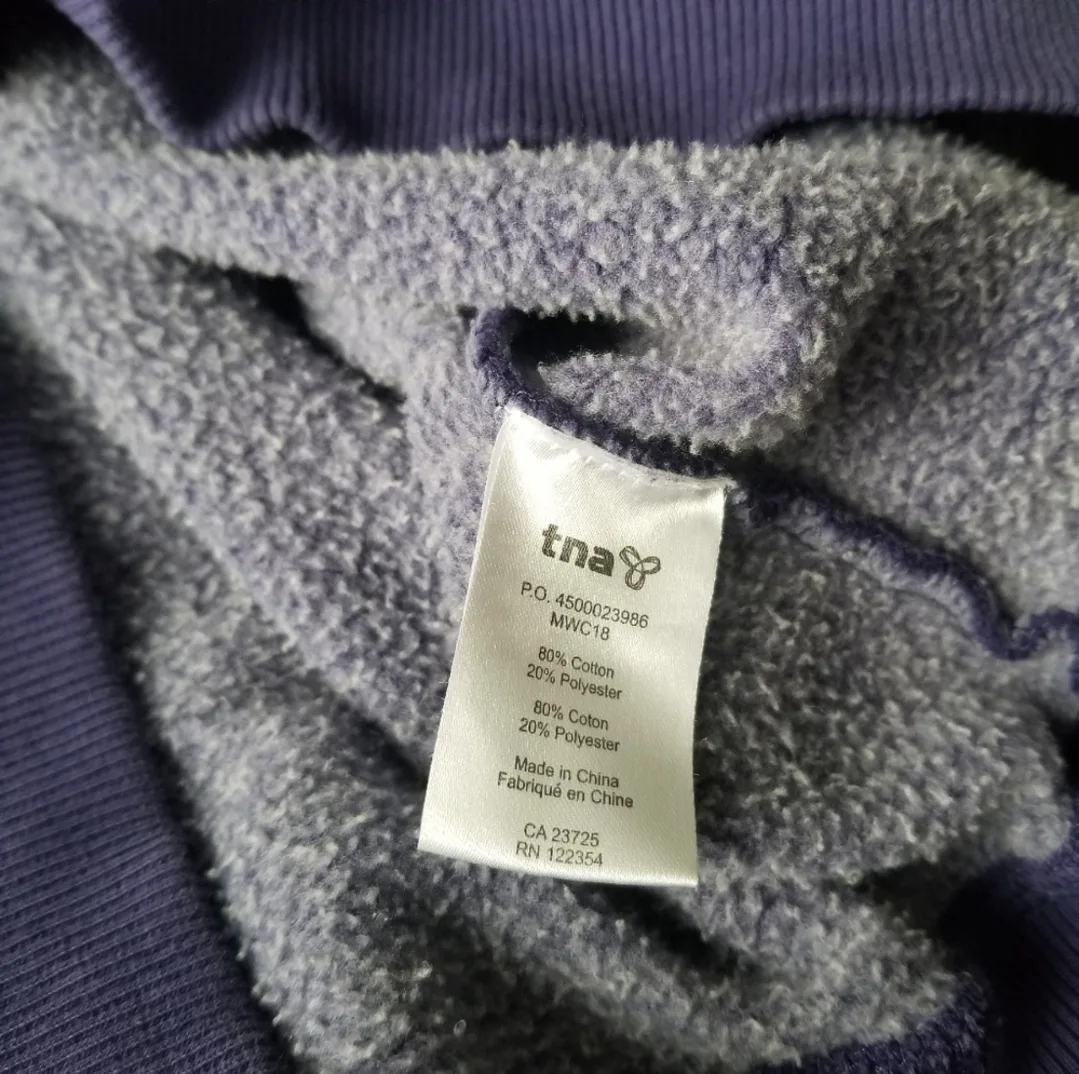 tna
P.O. 4500023986
MWC18
80% Cotton
20% Polyester
80% Coton
20% Polyester
Made in China
Fabriqué en Chine
CA 23725
RN 122354